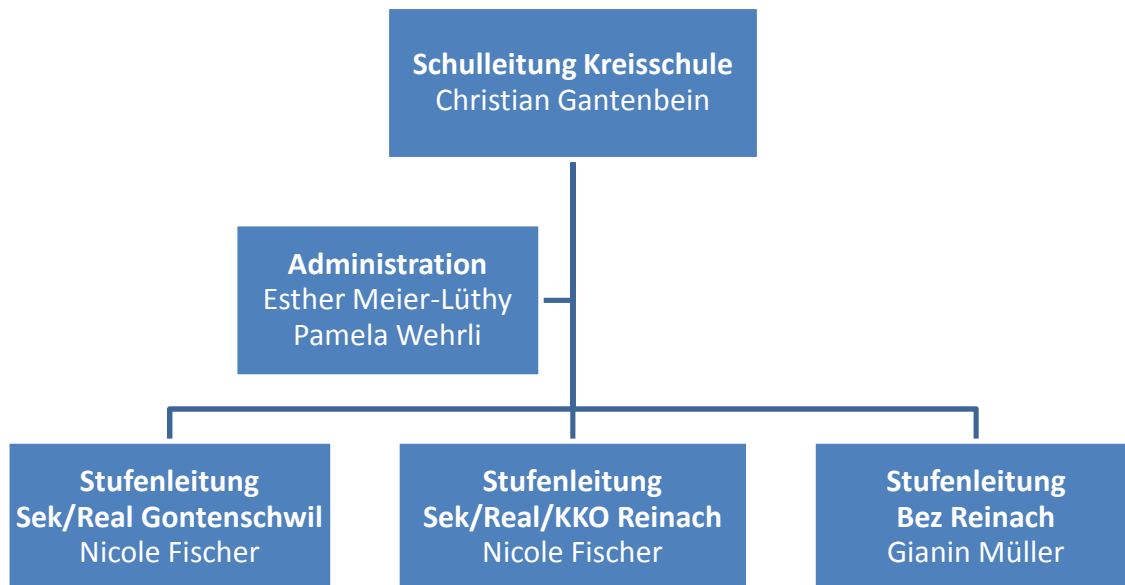 Schulleitung Kreisschule
Christian Gantenbein
Administration
Esther Meier-Lüthy
Pamela Wehrli
Stufenleitung
Sek/Real Gontenschwil
Nicole Fischer
Stufenleitung
Sek/Real/KKO Reinach
Nicole Fischer
Stufenleitung
Bez Reinach
Gianin Müller